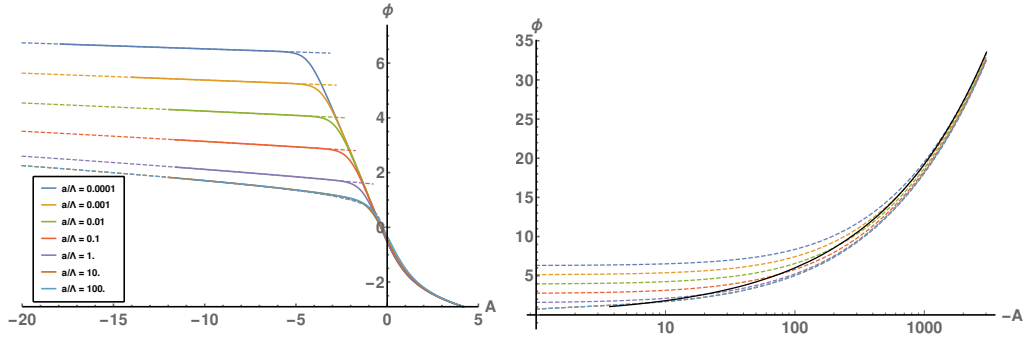 ϕ
6
4
2
0
−2
−20 −15 −10 −5 0 5 A
a/Λ = 0.0001
a/Λ = 0.001
a/Λ = 0.01
a/Λ = 0.1
a/Λ = 1.
a/Λ = 10.
a/Λ = 100.
ϕ
35
30
25
20
15
10
5
10 100 1000 −A